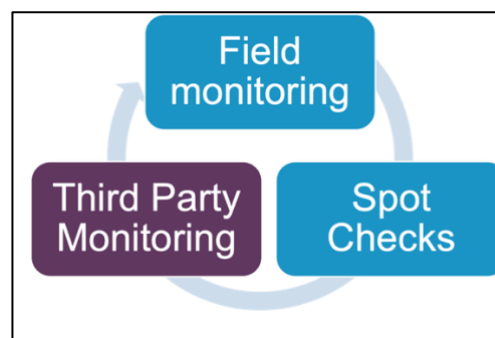 Field
monitoring
Third Party
Monitoring
Spot
Checks